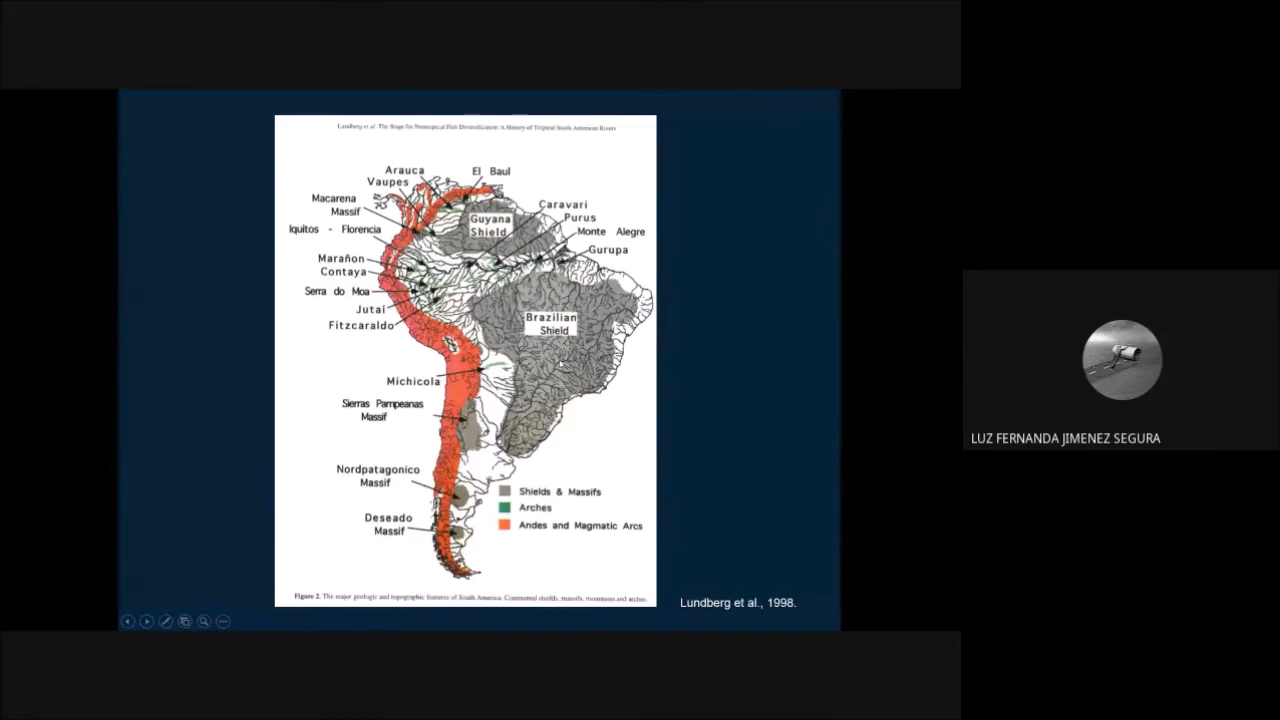 Lundberg et al. The Stage for Neotropical Fish Diversification: A History of Tropical South American Rivers
Arauca
El Baul
Vaupes
Macarena
Massif
Caravari
Purus
Guyana
Shield
Iquitos - Florencia
Monte Alegre
Gurupa
Marañon
Contaya
Serra do Moa
Jutai
Fitzcaraldo
Brazilian
Shield
Michicola
Sierras Pampeanas
Massif
Nordpatagonico
Massif
Deseado
Massif
Shields & Massifs
Arches
Andes and Magmatic Arcs
Figure 2. The major geologic and topographic features of South America: Continental shields, massifs, mountains and arches.
Lundberg et al., 1998.
LUZ FERNANDA JIMENEZ SEGURA